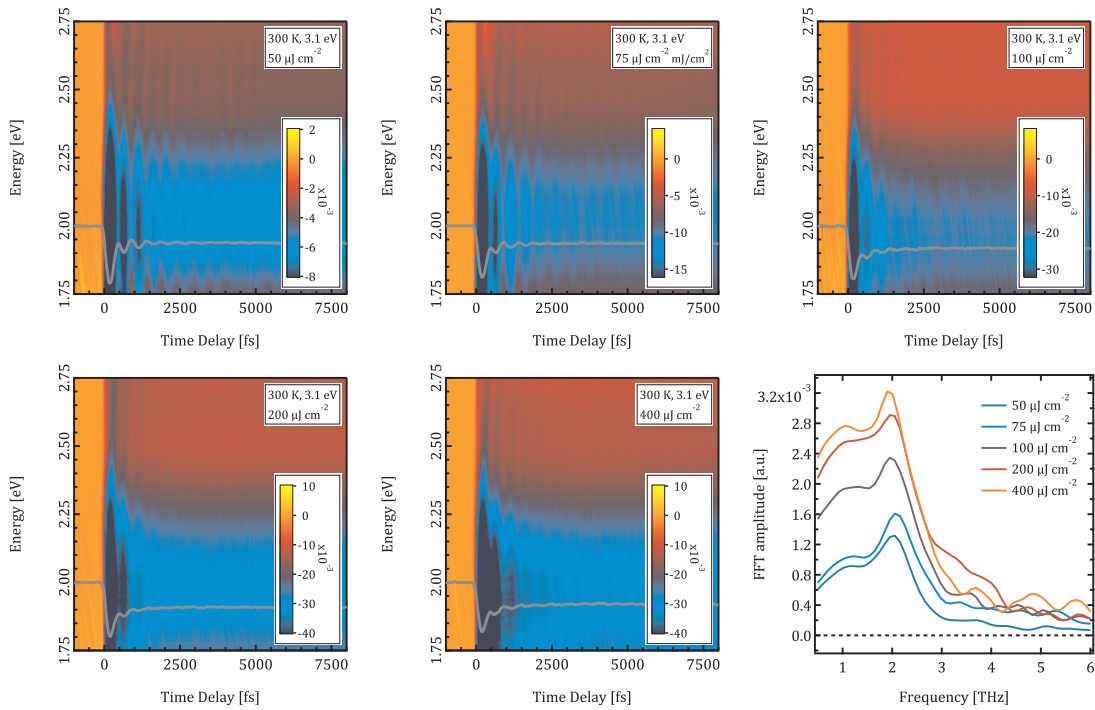 2.75
2.50
2.25
2.00
1.75
Energy [eV]
300 K, 3.1 eV
50 µJ cm-2
2
0
-2
-4
-6
-8
x10-3
0
2500
5000
7500
Time Delay [fs]
2.75
2.50
2.25
2.00
1.75
Energy [eV]
300 K, 3.1 eV
75 µJ cm-2 mJ/cm2
0
-5
-10
-15
x10-3
0
2500
5000
7500
Time Delay [fs]
2.75
2.50
2.25
2.00
1.75
Energy [eV]
300 K, 3.1 eV
100 µJ cm-2
0
-10
-20
-30
x10-3
0
2500
5000
7500
Time Delay [fs]
2.75
2.50
2.25
2.00
1.75
Energy [eV]
300 K, 3.1 eV
200 µJ cm-2
10
0
-10
-20
-30
-40
x10-3
0
2500
5000
7500
Time Delay [fs]
2.75
2.50
2.25
2.00
1.75
Energy [eV]
300 K, 3.1 eV
400 µJ cm-2
10
0
-10
-20
-30
-40
x10-3
0
2500
5000
7500
Time Delay [fs]
3.2x10-3
2.8
2.4
2.0
1.6
1.2
0.8
0.4
0.0
FFT amplitude [a.u.]
50 µJ cm-2
75 µJ cm-2
100 µJ cm-2
200 µJ cm-2
400 µJ cm-2
1
2
3
4
5
6
Frequency [THz]